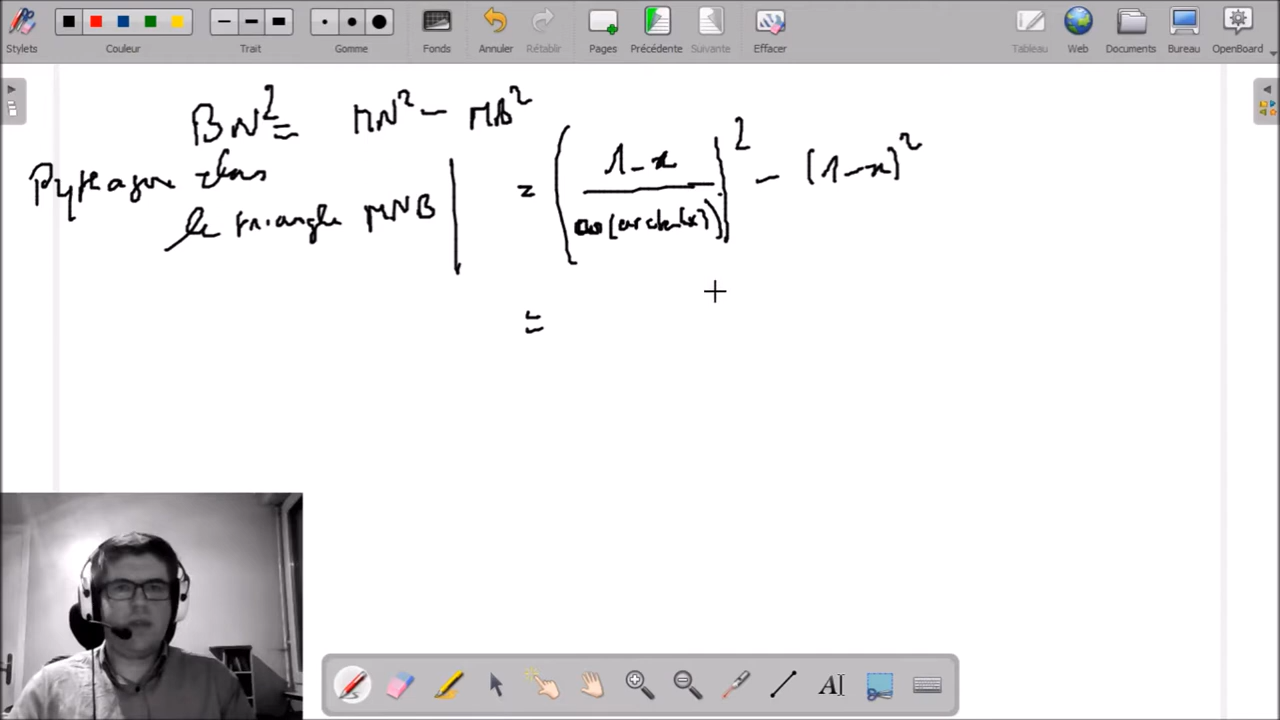 Stylets Couleur Trait Gomme Fonds Annuler Rétablir Pages Précédente Suivante Effacer Tableau Web Documents Bureau OpenBoard
BN² = MN² - MB²
Pythagore dans
le triangle MNB
= (1-x / cos(arctan(x)))² - (1-x)²
=
AI